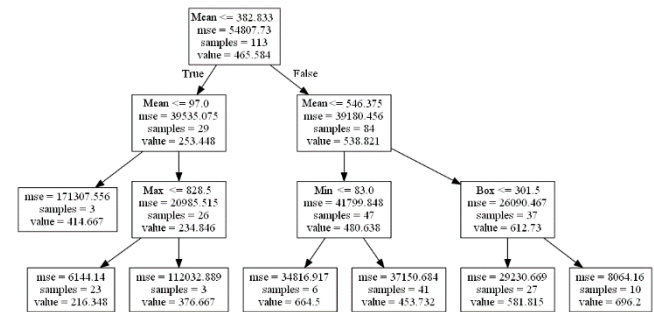 Mean <= 382.833
mse = 54807.73
samples = 113
value = 465.584
True
False
Mean <= 97.0
mse = 39535.075
samples = 29
value = 253.448
Mean <= 546.375
mse = 39180.456
samples = 84
value = 538.821
mse = 171307.556
samples = 3
value = 414.667
Max <= 828.5
mse = 20985.515
samples = 26
value = 234.846
Min <= 83.0
mse = 41799.848
samples = 47
value = 480.638
Box <= 301.5
mse = 26090.467
samples = 37
value = 612.73
mse = 6144.14
samples = 23
value = 216.348
mse = 112032.889
samples = 3
value = 376.667
mse = 34816.917
samples = 6
value = 664.5
mse = 37150.684
samples = 41
value = 453.732
mse = 29230.669
samples = 27
value = 581.815
mse = 8064.16
samples = 10
value = 696.2